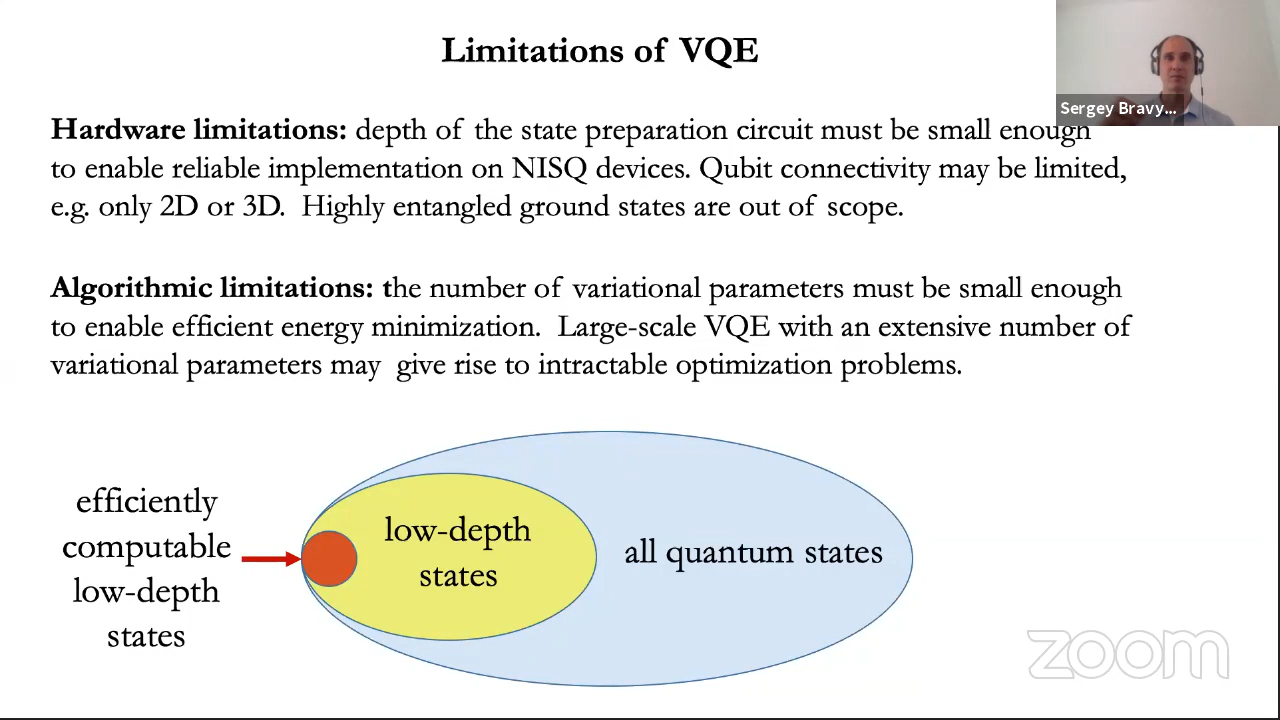 Limitations of VQE
Sergey Bravy...
Hardware limitations: depth of the state preparation circuit must be small enough
to enable reliable implementation on NISQ devices. Qubit connectivity may be limited,
e.g. only 2D or 3D. Highly entangled ground states are out of scope.
Algorithmic limitations: the number of variational parameters must be small enough
to enable efficient energy minimization. Large-scale VQE with an extensive number of
variational parameters may give rise to intractable optimization problems.
efficiently
computable
low-depth
states
low-depth
states
all quantum states
zoom